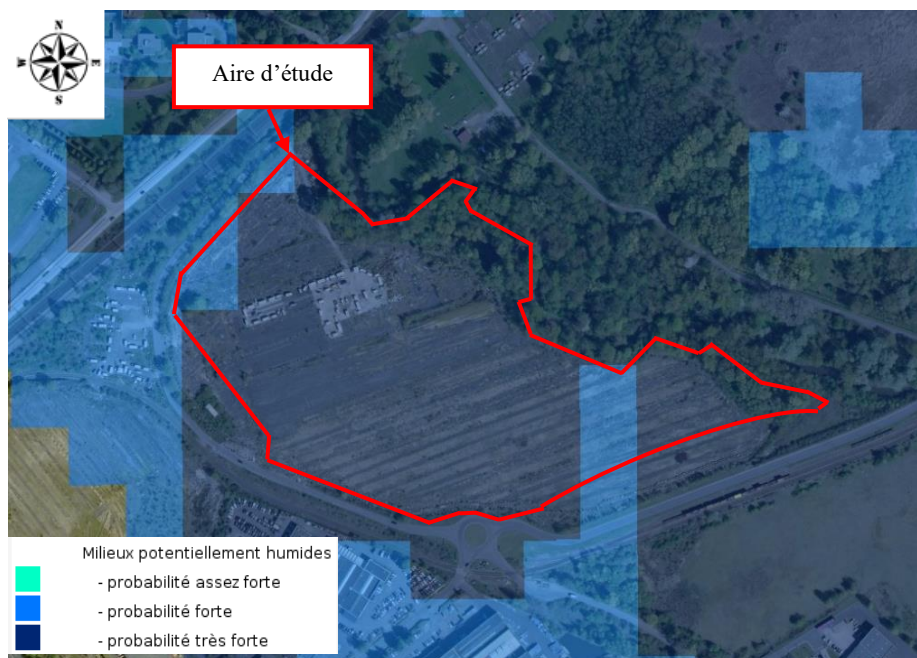 N
W
E
S
Aire d'étude
Milieux potentiellement humides
- probabilité assez forte
- probabilité forte
- probabilité très forte